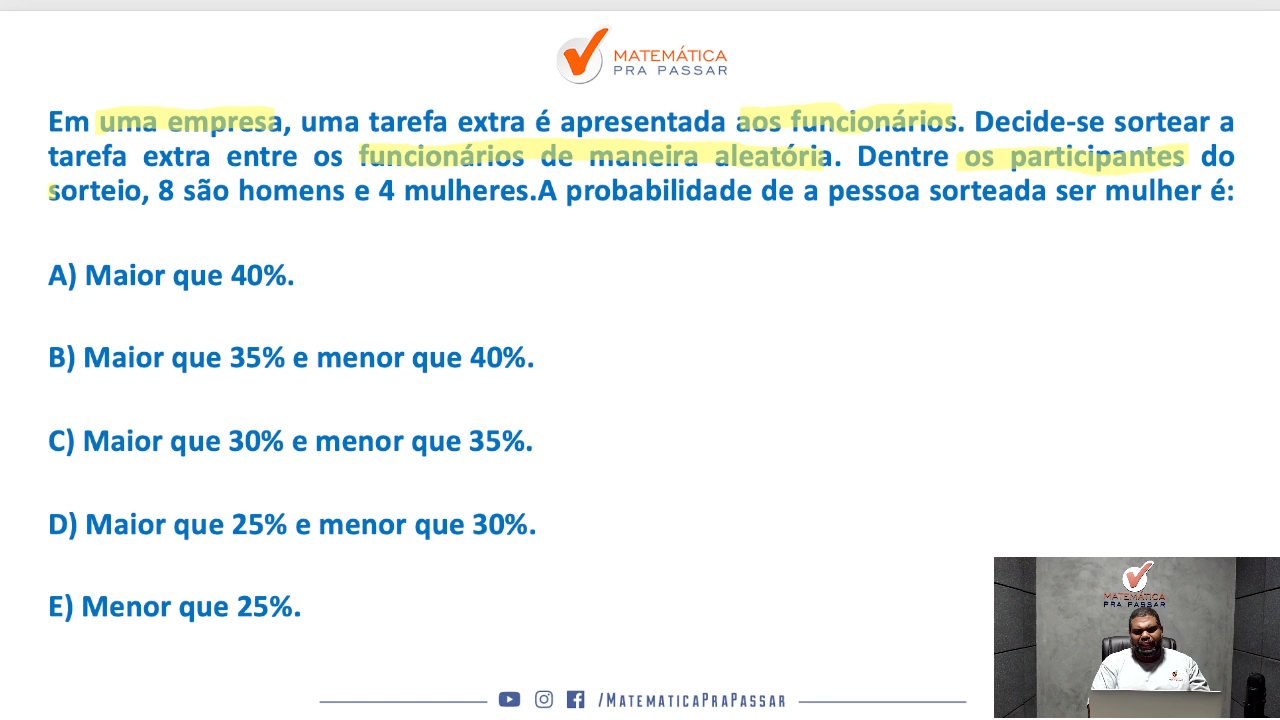 MATEMÁTICA
PRA PASSAR
Em uma empresa, uma tarefa extra é apresentada aos funcionários. Decide-se sortear a
tarefa extra entre os funcionários de maneira aleatória. Dentre os participantes do
sorteio, 8 são homens e 4 mulheres.A probabilidade de a pessoa sorteada ser mulher é:
A) Maior que 40%.
B) Maior que 35% e menor que 40%.
C) Maior que 30% e menor que 35%.
D) Maior que 25% e menor que 30%.
E) Menor que 25%.
MATEMÁTICA
PRA PASSAR
/MATEMATICAPRAPASSAR